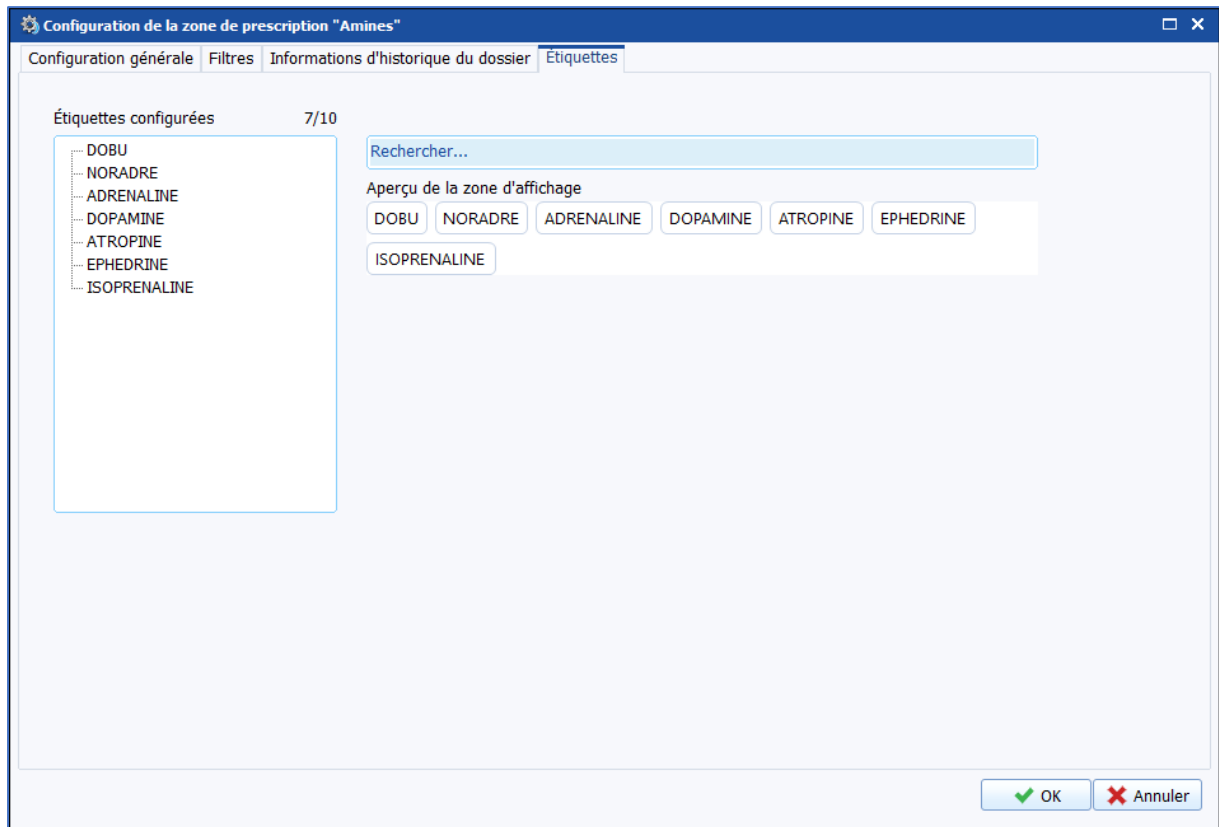 Configuration de la zone de prescription "Amines"
Configuration générale Filtres Informations d'historique du dossier Étiquettes
Étiquettes configurées 7/10
DOBU
NORADRE
ADRENALINE
DOPAMINE
ATROPINE
EPHEDRINE
ISOPRENALINE
Rechercher...
Aperçu de la zone d'affichage
DOBU NORADRE ADRENALINE DOPAMINE ATROPINE EPHEDRINE
ISOPRENALINE
OK Annuler